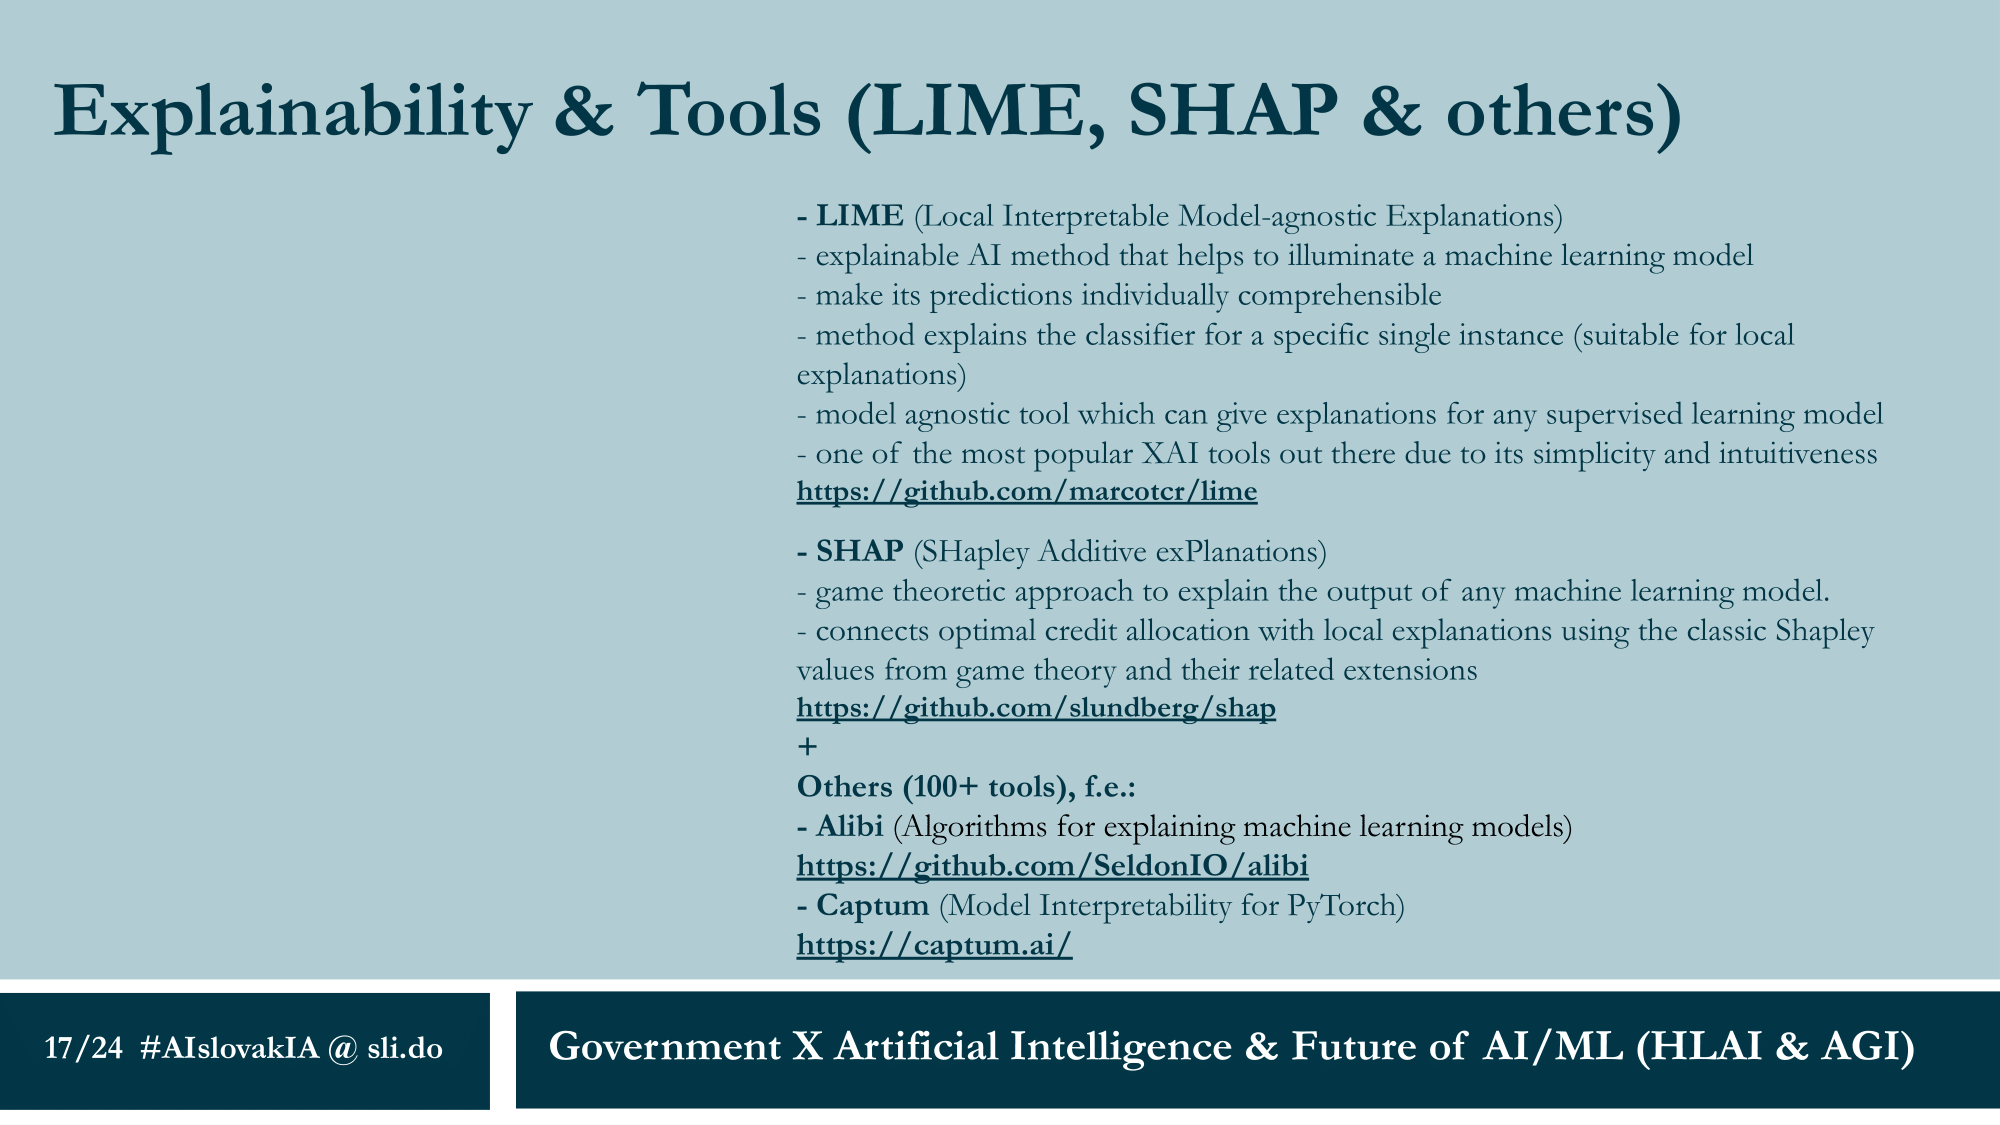 Explainability & Tools (LIME, SHAP & others)
- LIME (Local Interpretable Model-agnostic Explanations)
- explainable AI method that helps to illuminate a machine learning model
- make its predictions individually comprehensible
- method explains the classifier for a specific single instance (suitable for local
explanations)
- model agnostic tool which can give explanations for any supervised learning model
- one of the most popular XAI tools out there due to its simplicity and intuitiveness
https://github.com/marcotcr/lime
- SHAP (SHapley Additive exPlanations)
- game theoretic approach to explain the output of any machine learning model.
- connects optimal credit allocation with local explanations using the classic Shapley
values from game theory and their related extensions
https://github.com/slundberg/shap
+
Others (100+ tools), f.e.:
- Alibi (Algorithms for explaining machine learning models)
https://github.com/SeldonIO/alibi
- Captum (Model Interpretability for PyTorch)
https://captum.ai/
17/24 #AIslovakIA @ sli.do
Government X Artificial Intelligence & Future of AI/ML (HLAI & AGI)